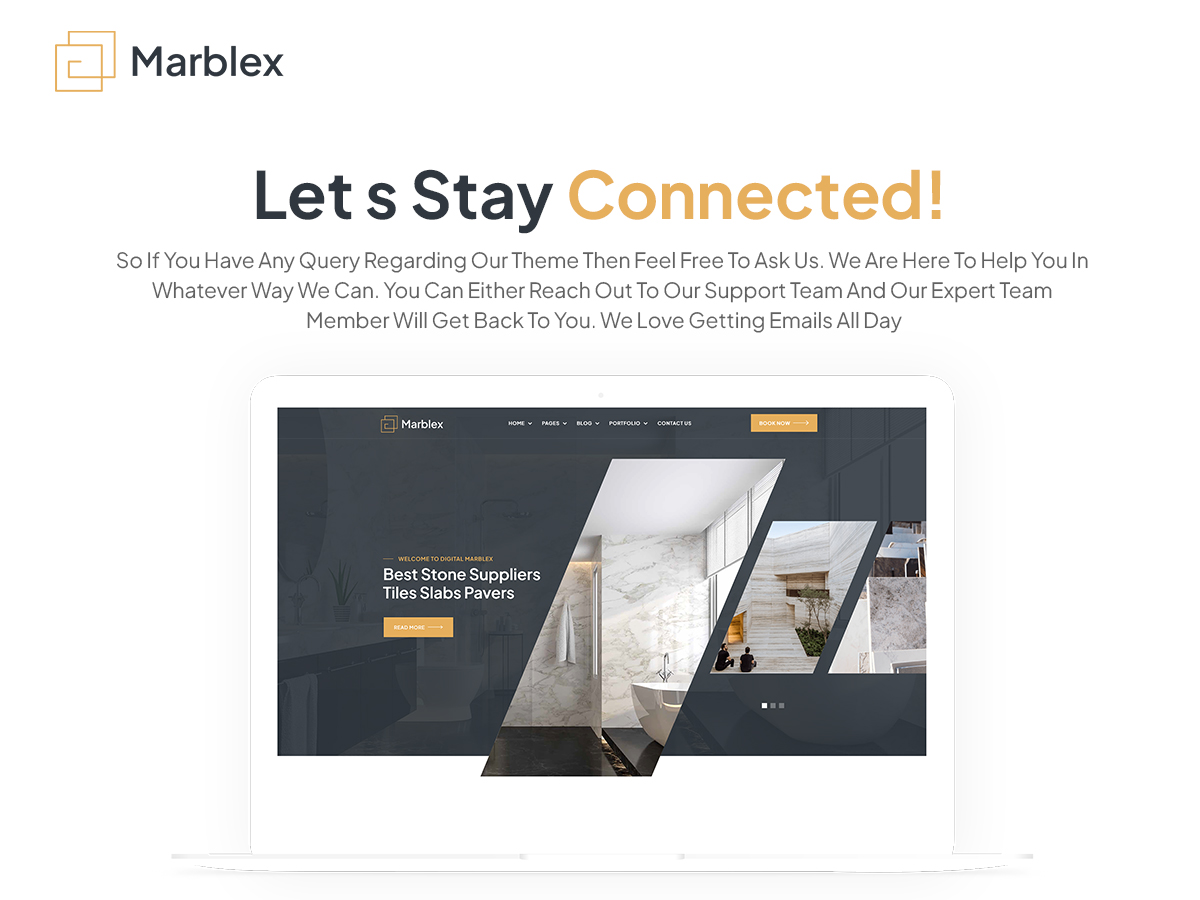 Marblex
Let s Stay Connected!
So If You Have Any Query Regarding Our Theme Then Feel Free To Ask Us. We Are Here To Help You In
Whatever Way We Can. You Can Either Reach Out To Our Support Team And Our Expert Team
Member Will Get Back To You. We Love Getting Emails All Day
Marblex
HOME PAGES BLOG PORTFOLIO CONTACT US
BOOK NOW
WELCOME TO DIGITAL MARBLEX
Best Stone Suppliers
Tiles Slabs Pavers
READ MORE